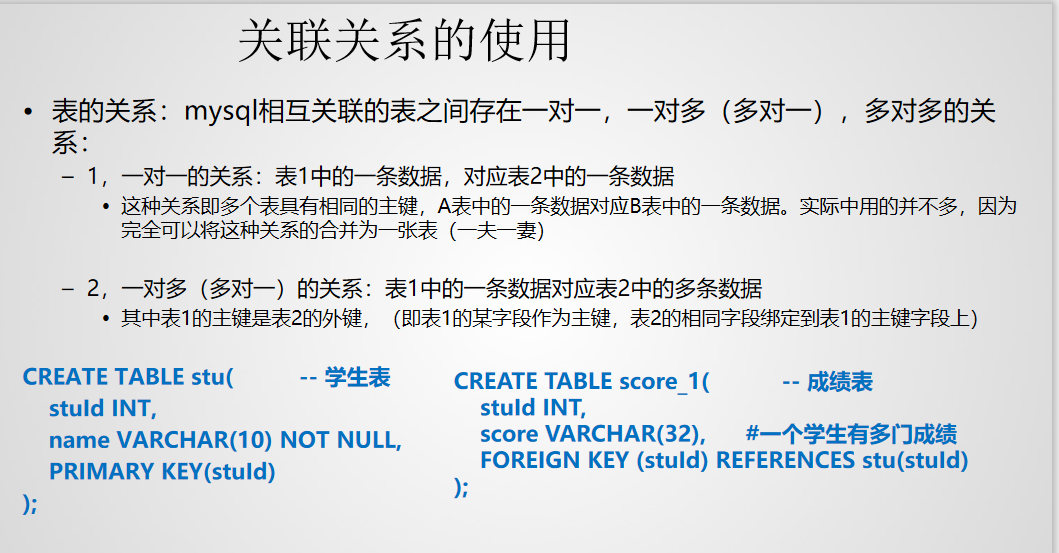 关联关系的使用
• 表的关系：mysql相互关联的表之间存在一对一，一对多（多对一），多对多的关
系：
– 1，一对一的关系：表1中的一条数据，对应表2中的一条数据
• 这种关系即多个表具有相同的主键，A表中的一条数据对应B表中的一条数据。实际中用的并不多，因为
完全可以将这种关系的合并为一张表（一夫一妻）
– 2，一对多（多对一）的关系：表1中的一条数据对应表2中的多条数据
• 其中表1的主键是表2的外键，（即表1的某字段作为主键，表2的相同字段绑定到表1的主键字段上）
CREATE TABLE stu( -- 学生表
stuId INT,
name VARCHAR(10) NOT NULL,
PRIMARY KEY(stuId)
);
CREATE TABLE score_1( -- 成绩表
stuId INT,
score VARCHAR(32), #一个学生有多门成绩
FOREIGN KEY (stuId) REFERENCES stu(stuId)
);